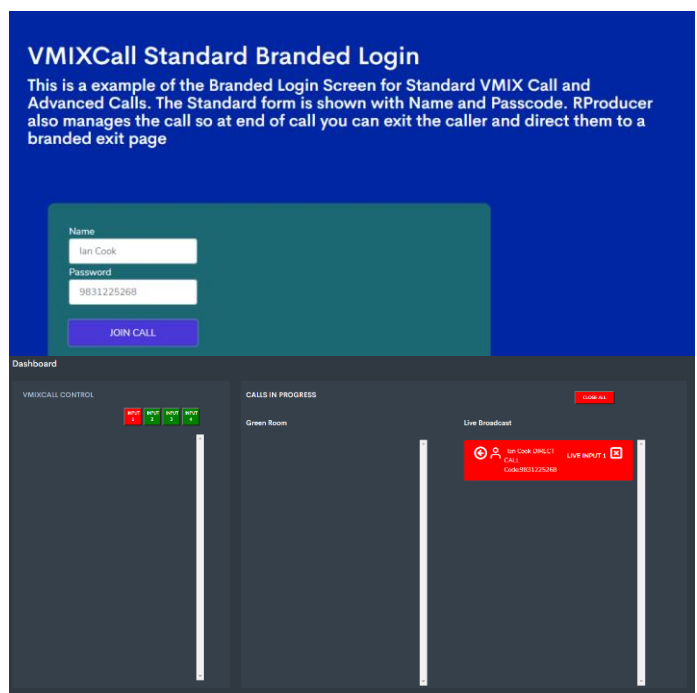 VMIXCall Standard Branded Login
This is a example of the Branded Login Screen for Standard VMIX Call and
Advanced Calls. The Standard form is shown with Name and Passcode. RProducer
also manages the call so at end of call you can exit the caller and direct them to a
branded exit page
Name
Ian Cook
Password
9831225268
JOIN CALL
Dashboard
VMIXCALL CONTROL
INPUT 1
INPUT 2
INPUT 3
INPUT 4
CALLS IN PROGRESS
CLOSE ALL
Green Room
Live Broadcast
Ian Cook DIRECT
CALL
Code:9831225268
LIVE INPUT 1